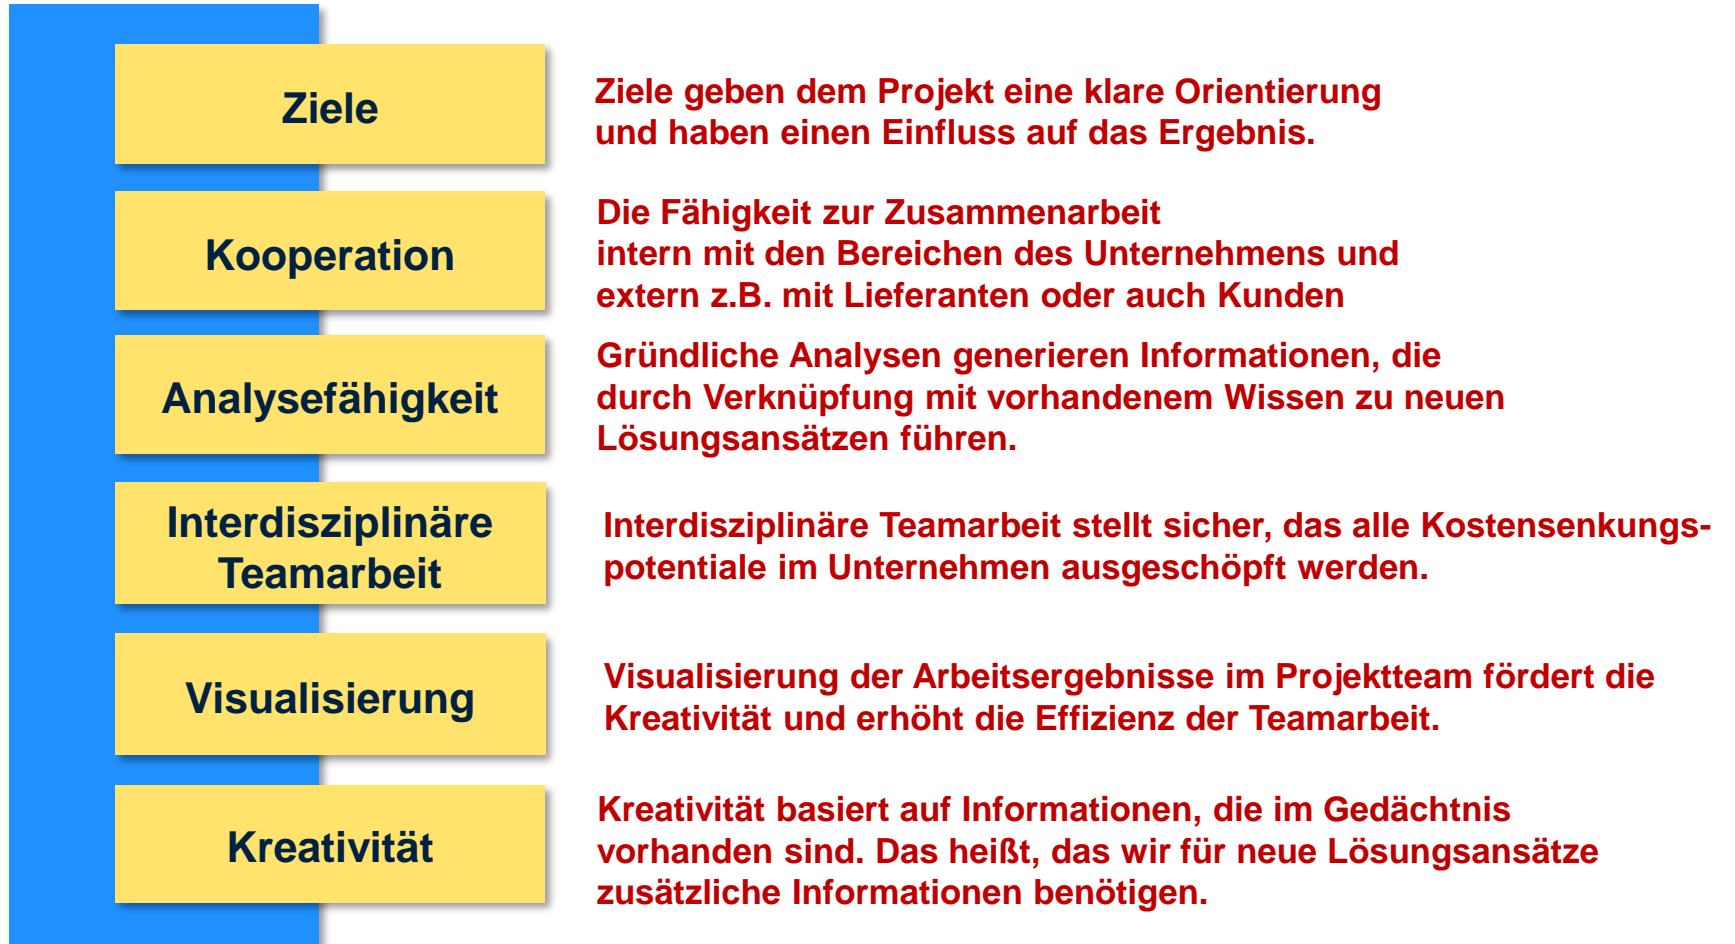 Ziele
Ziele geben dem Projekt eine klare Orientierung
und haben einen Einfluss auf das Ergebnis.
Kooperation
Die Fähigkeit zur Zusammenarbeit
intern mit den Bereichen des Unternehmens und
extern z.B. mit Lieferanten oder auch Kunden
Analysefähigkeit
Gründliche Analysen generieren Informationen, die
durch Verknüpfung mit vorhandenem Wissen zu neuen
Lösungsansätzen führen.
Interdisziplinäre
Teamarbeit
Interdisziplinäre Teamarbeit stellt sicher, das alle Kostensenkungs-
potentiale im Unternehmen ausgeschöpft werden.
Visualisierung
Visualisierung der Arbeitsergebnisse im Projektteam fördert die
Kreativität und erhöht die Effizienz der Teamarbeit.
Kreativität
Kreativität basiert auf Informationen, die im Gedächtnis
vorhanden sind. Das heißt, das wir für neue Lösungsansätze
zusätzliche Informationen benötigen.